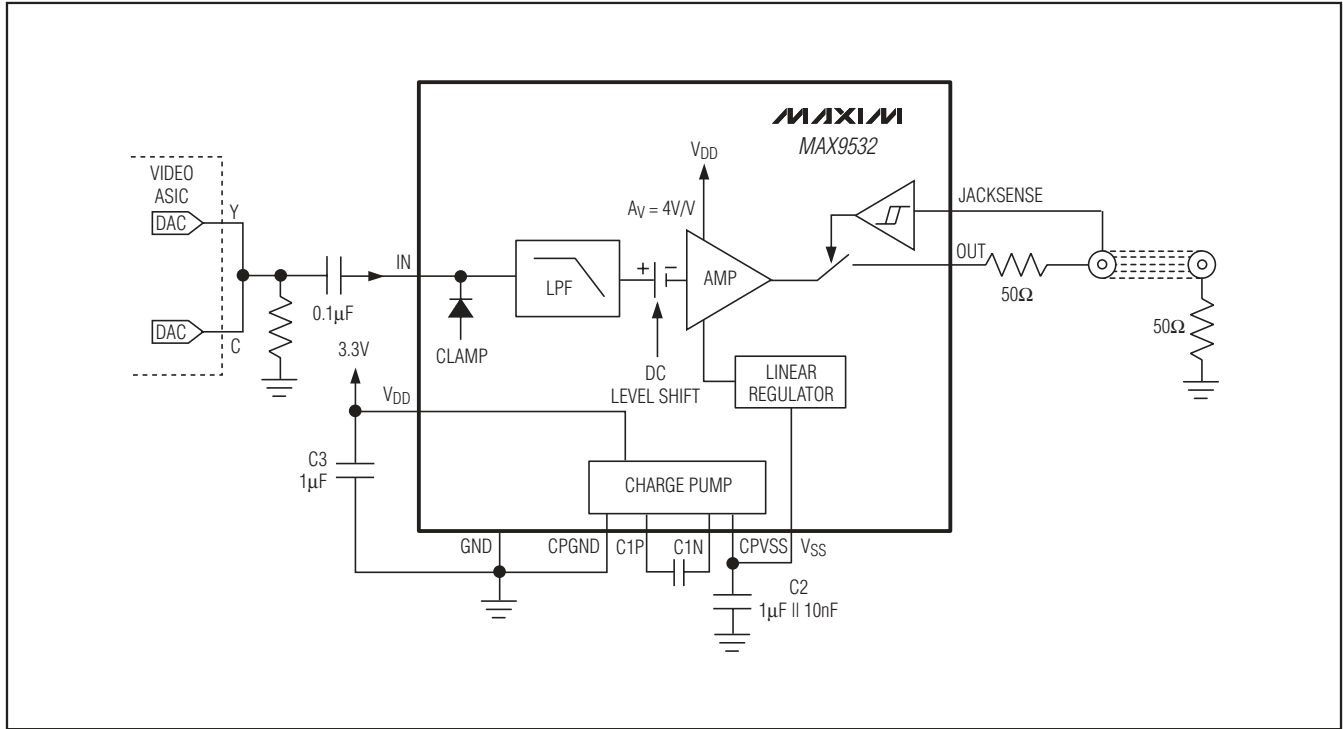 MAXIM
MAX9532
VDD
VIDEO
ASIC
DAC
Y
AV = 4V/V
JACKSENSE
IN
OUT
LPF
+
−
AMP
50Ω
0.1µF
50Ω
DAC
C
3.3V
CLAMP
DC
LEVEL SHIFT
LINEAR
REGULATOR
VDD
C3
1µF
CHARGE PUMP
GND
CPGND
C1P
C1N
CPVSS
VSS
C2
1µF II 10nF